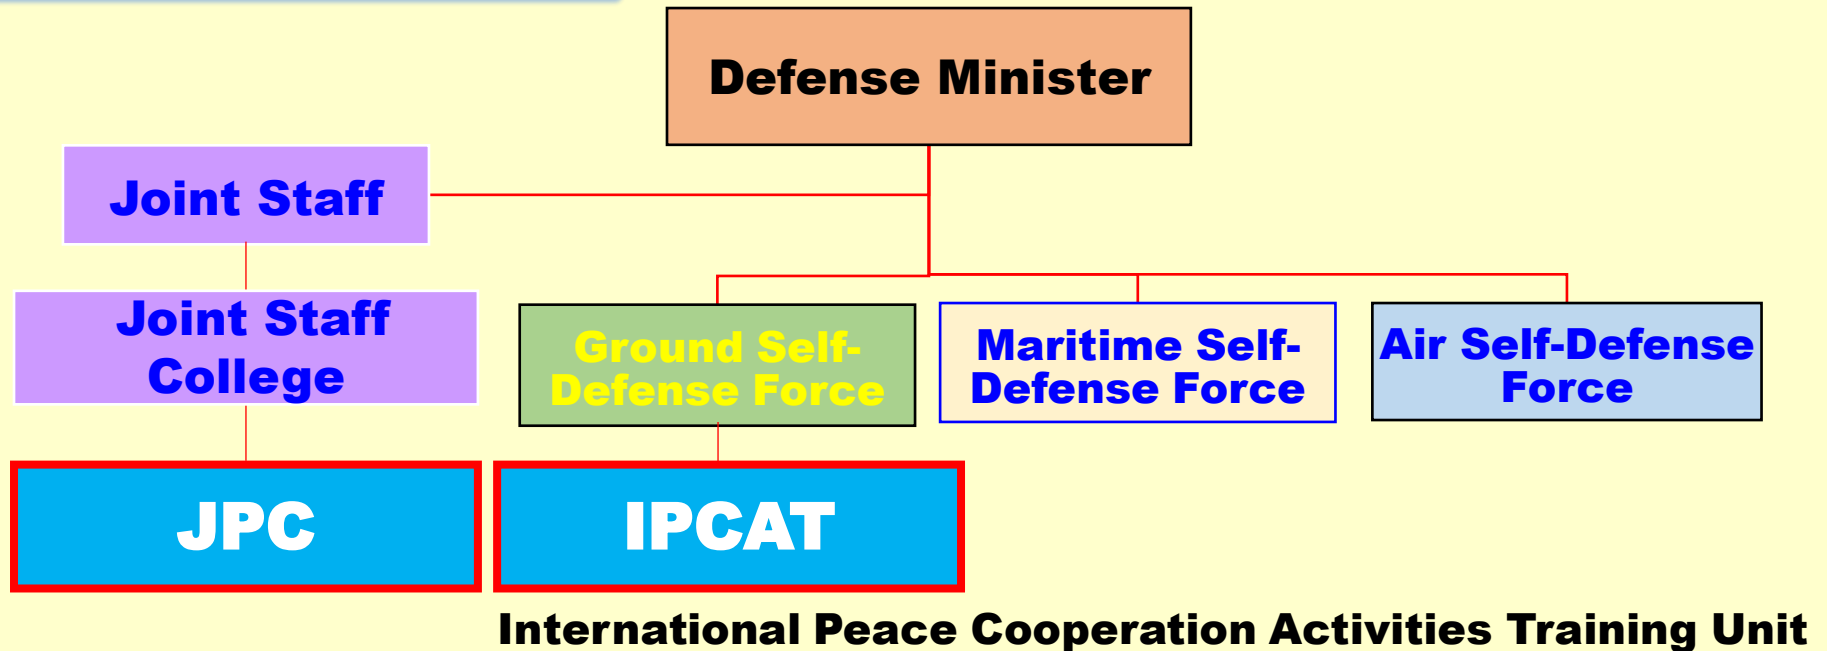 Defense Minister
Joint Staff
Joint Staff
College
Ground Self-
Defense Force
Maritime Self-
Defense Force
Air Self-Defense
Force
JPC
IPCAT
International Peace Cooperation Activities Training Unit